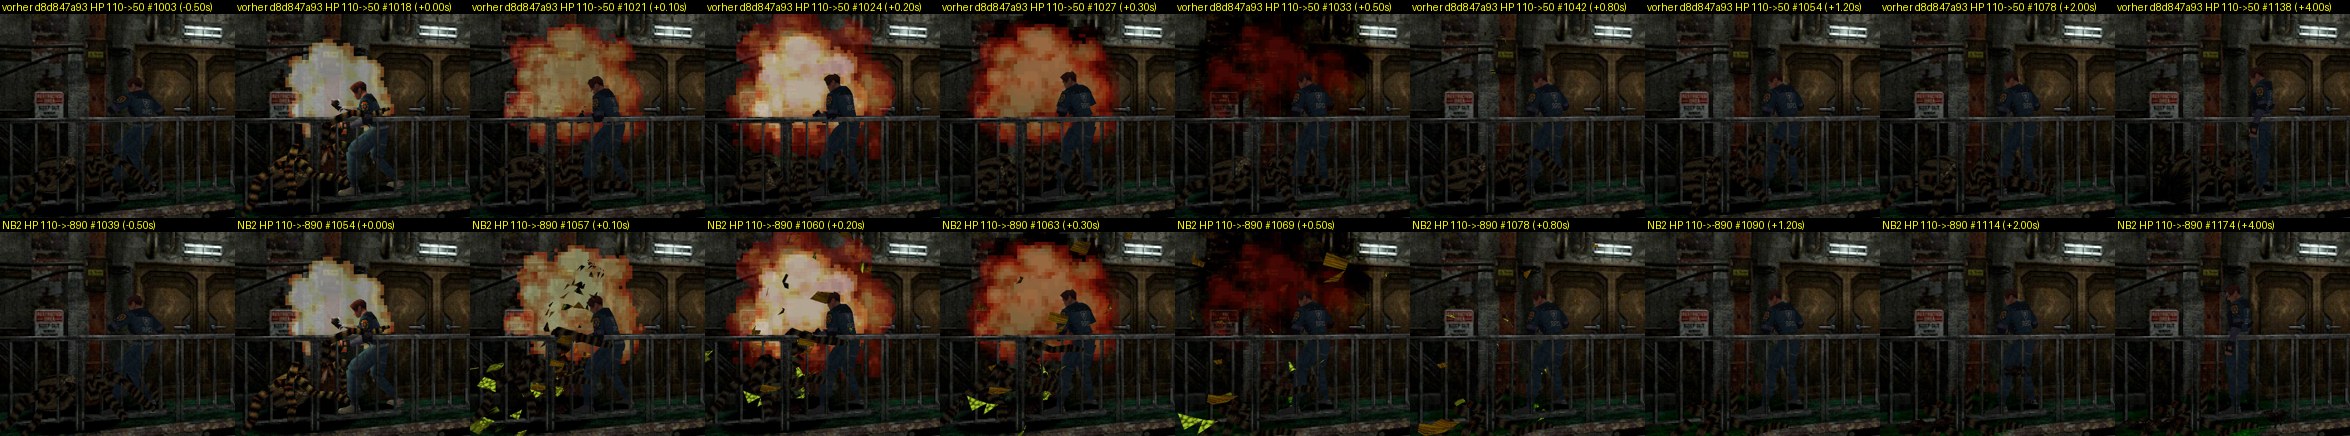 vorher d8d847a93 HP 110->50 #1003 (-0.50s)
vorher d8d847a93 HP 110->50 #1018 (+0.00s)
vorher d8d847a93 HP 110->50 #1021 (+0.10s)
vorher d8d847a93 HP 110->50 #1024 (+0.20s)
vorher d8d847a93 HP 110->50 #1027 (+0.30s)
vorher d8d847a93 HP 110->50 #1033 (+0.50s)
vorher d8d847a93 HP 110->50 #1042 (+0.80s)
vorher d8d847a93 HP 110->50 #1054 (+1.20s)
vorher d8d847a93 HP 110->50 #1078 (+2.00s)
vorher d8d847a93 HP 110->50 #1138 (+4.00s)
NB2 HP 110->-890 #1039 (-0.50s)
NB2 HP 110->-890 #1054 (+0.00s)
NB2 HP 110->-890 #1057 (+0.10s)
NB2 HP 110->-890 #1060 (+0.20s)
NB2 HP 110->-890 #1063 (+0.30s)
NB2 HP 110->-890 #1069 (+0.50s)
NB2 HP 110->-890 #1078 (+0.80s)
NB2 HP 110->-890 #1090 (+1.20s)
NB2 HP 110->-890 #1114 (+2.00s)
NB2 HP 110->-890 #1174 (+4.00s)